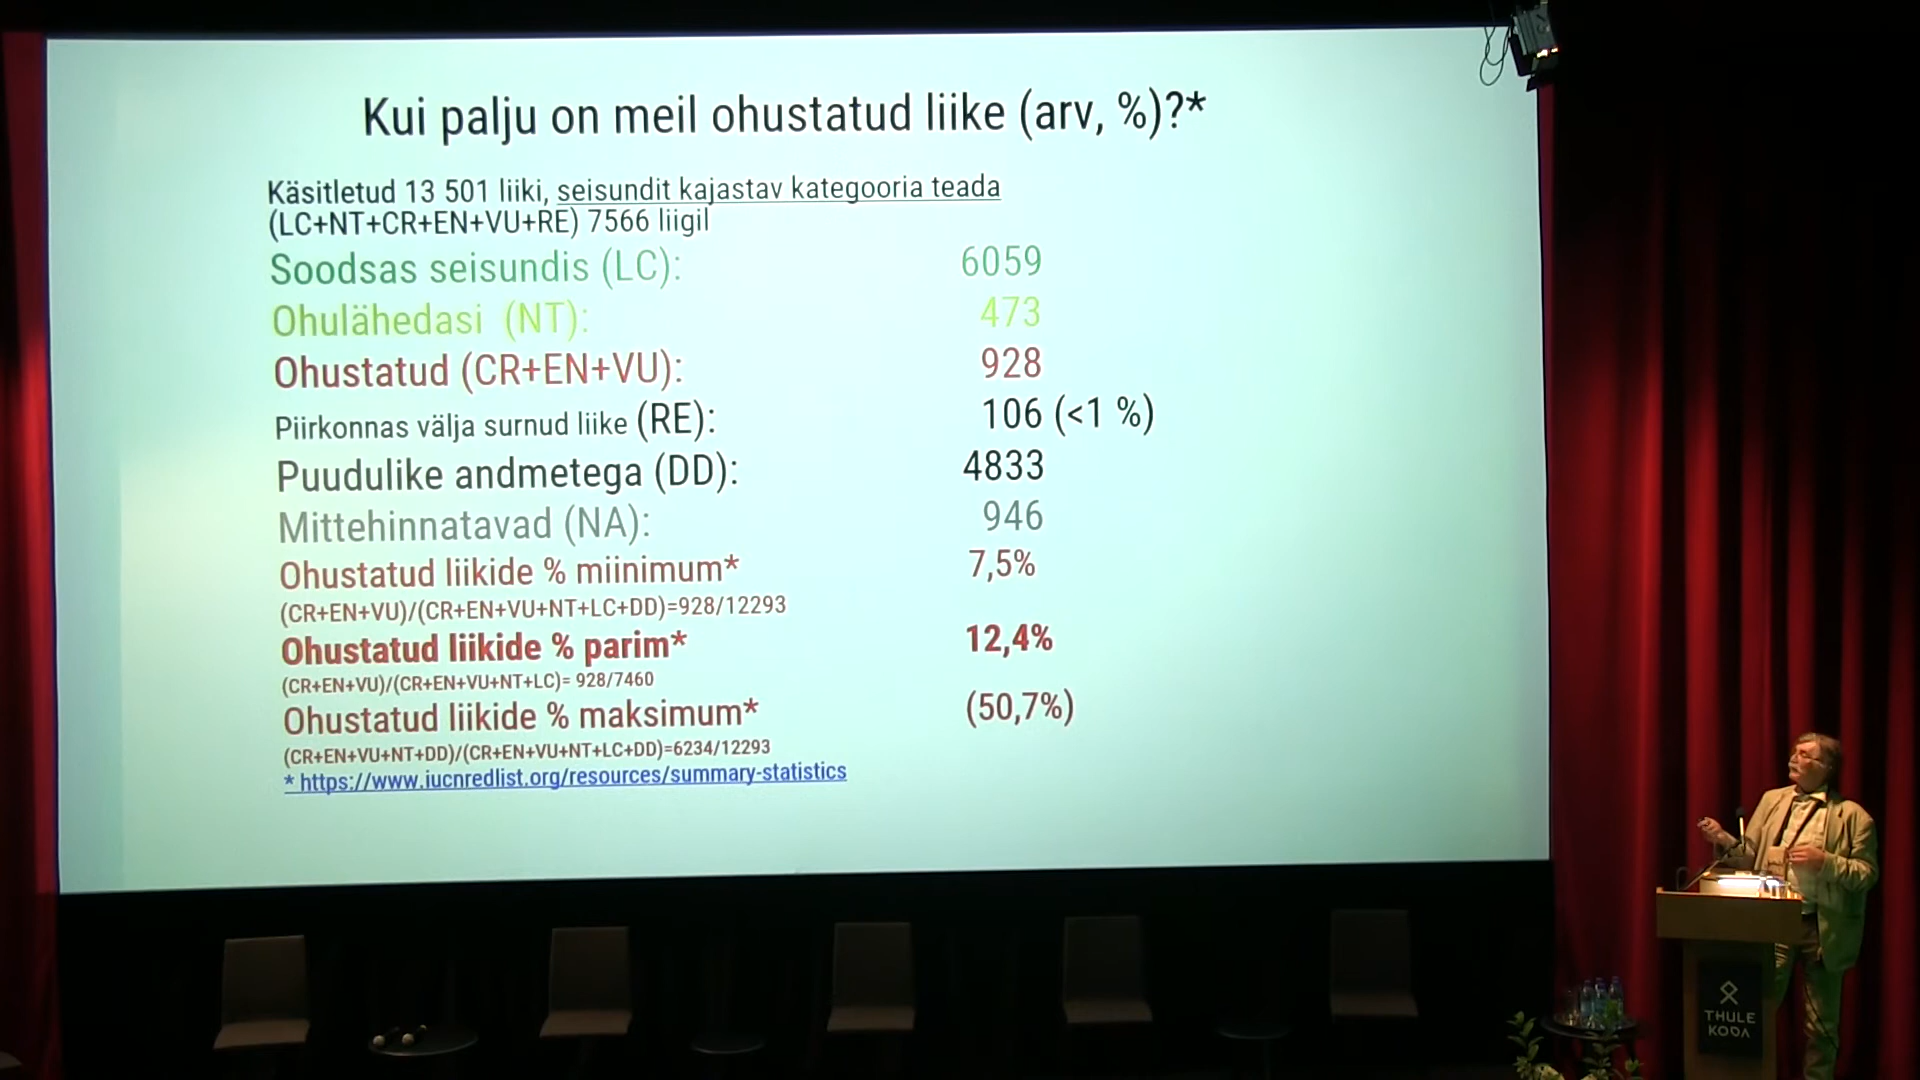 Kui palju on meil ohustatud liike (arv, %)?*
Käsitletud 13 501 liiki, seisundit kajastav kategooria teada
(LC+NT+CR+EN+VU+RE) 7566 liigil
Soodsas seisundis (LC): 6059
Ohulähedasi (NT): 473
Ohustatud (CR+EN+VU): 928
Piirkonnas välja surnud liike (RE): 106 (<1 %)
Puudulike andmetega (DD): 4833
Mittehinnatavad (NA): 946
Ohustatud liikide % miinimum* 7,5%
(CR+EN+VU)/(CR+EN+VU+NT+LC+DD)=928/12293
Ohustatud liikide % parim* 12,4%
(CR+EN+VU)/(CR+EN+VU+NT+LC)= 928/7460
Ohustatud liikide % maksimum* (50,7%)
(CR+EN+VU+NT+DD)/(CR+EN+VU+NT+LC+DD)=6234/12293
* https://www.iucnredlist.org/resources/summary-statistics
THULE
KODA